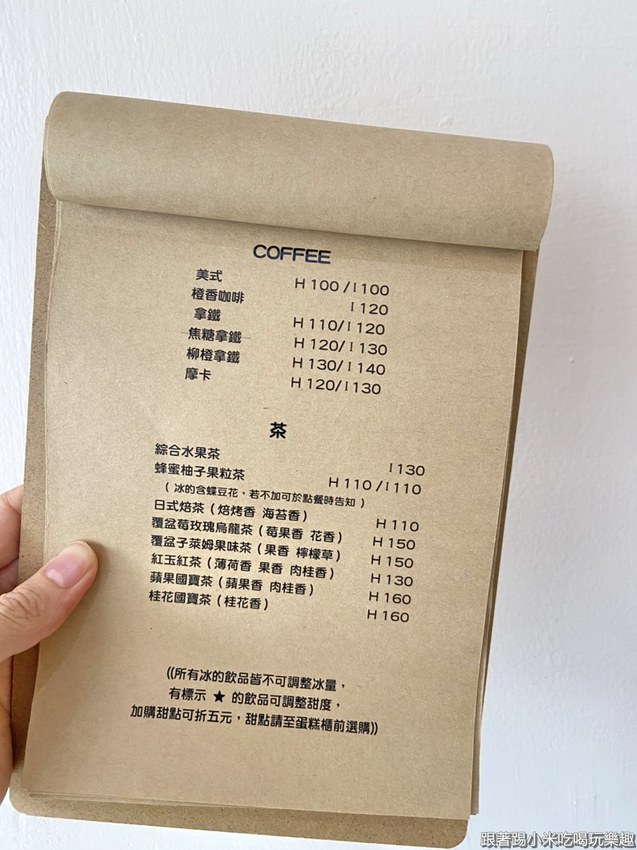 COFFEE
美式 H 100 / I 100
橙香咖啡 I 120
拿鐵 H 110 / I 120
焦糖拿鐵 H 120 / I 130
柳橙拿鐵 H 130 / I 140
摩卡 H 120 / I 130
茶
綜合水果茶 I 130
蜂蜜柚子果粒茶 H 110 / I 110
( 冰的含蝶豆花，若不加可於點餐時告知 )
日式焙茶 ( 焙烤香 海苔香 ) H 110
覆盆莓玫瑰烏龍茶 ( 莓果香 花香 ) H 150
覆盆子萊姆果味茶 ( 果香 檸檬草 ) H 150
紅玉紅茶 ( 薄荷香 果香 肉桂香 ) H 130
蘋果國寶茶 ( 蘋果香 肉桂香 ) H 160
桂花國寶茶 ( 桂花香 ) H 160
((所有冰的飲品皆不可調整冰量，
有標示 ★ 的飲品可調整甜度，
加購甜點可折五元，甜點請至蛋糕櫃前選購))
跟著踢小米吃喝玩樂趣